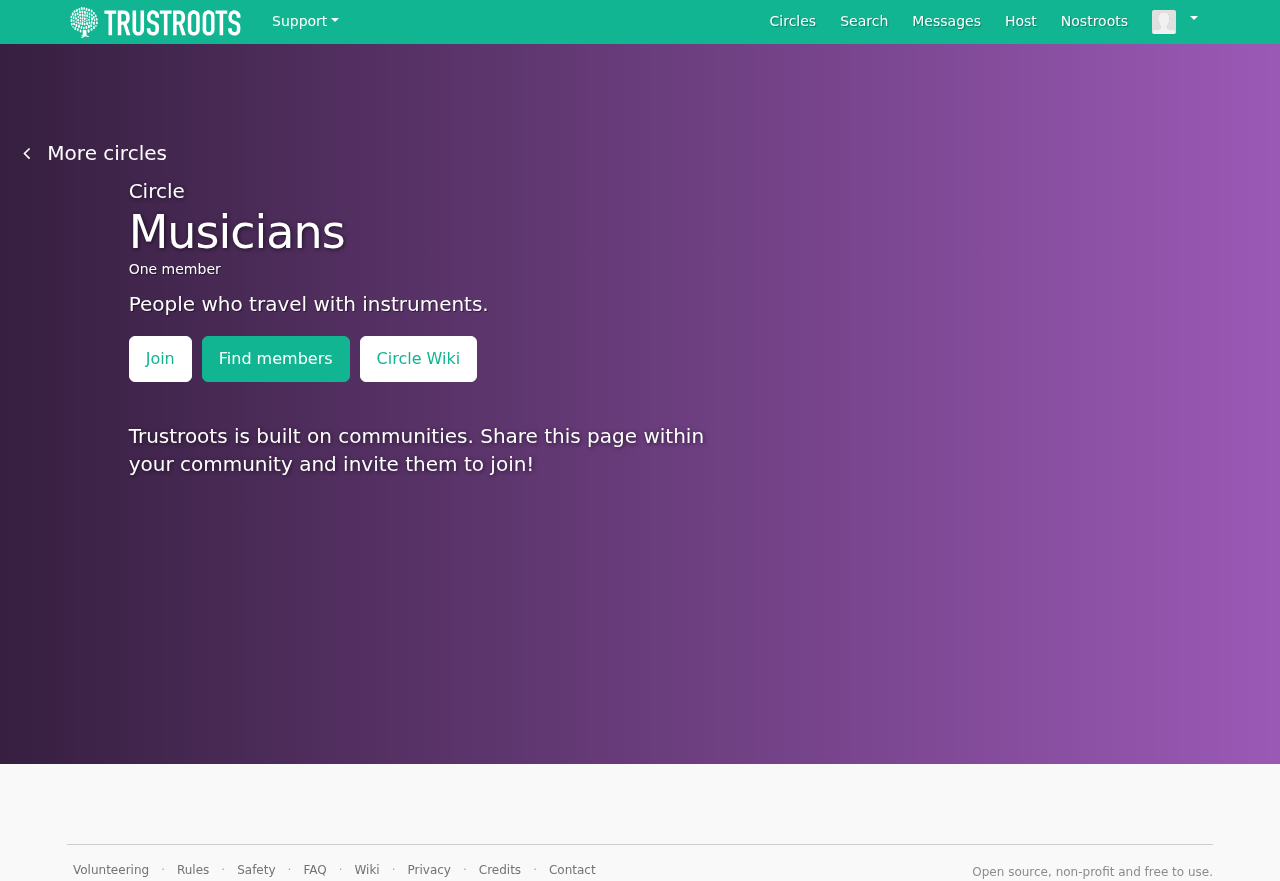 TRUSTROOTS Support Circles Search Messages Host Nostroots
More circles
Circle
Musicians
One member
People who travel with instruments.
Join Find members Circle Wiki
Trustroots is built on communities. Share this page within
your community and invite them to join!
Volunteering · Rules · Safety · FAQ · Wiki · Privacy · Credits · Contact Open source, non-profit and free to use.